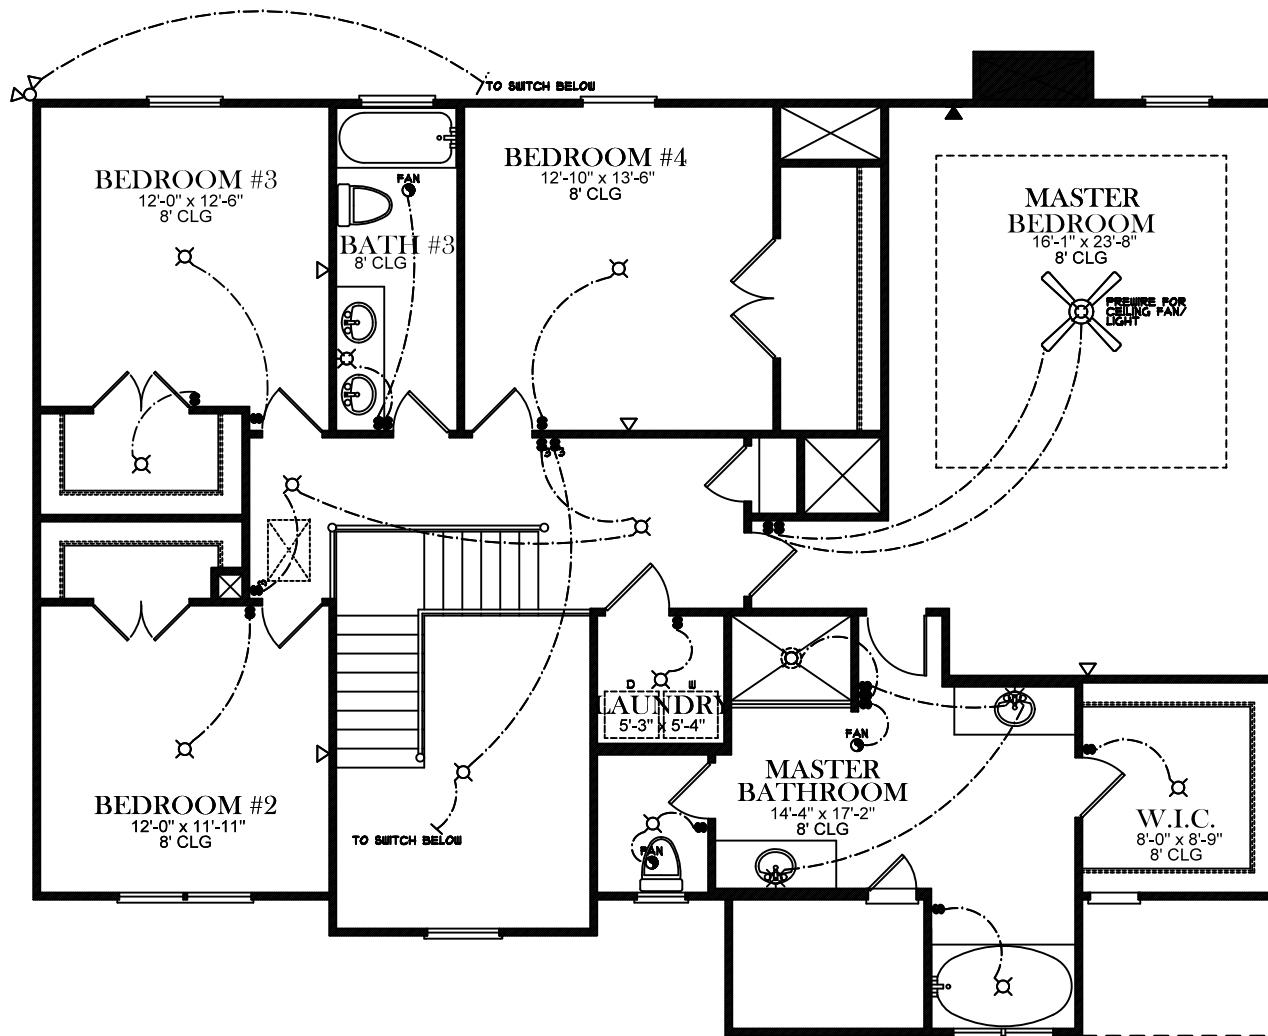 TO SWITCH BELOW
BEDROOM #3
12'-0" x 12'-6"
8' CLG
FAN
BATH #3
8' CLG
BEDROOM #4
12'-10" x 13'-6"
8' CLG
MASTER
BEDROOM
16'-1" x 23'-8"
8' CLG
PREWIRE FOR
CEILING FAN/
LIGHT
$
$
$
$
$
$
$3
$3
$
$
$3
$
$
D
W
LAUNDRY
5'-3" x 5'-4"
$
$
FAN
MASTER
BATHROOM
14'-4" x 17'-2"
8' CLG
$
W.I.C.
8'-0" x 8'-9"
8' CLG
BEDROOM #2
12'-0" x 11'-11"
8' CLG
TO SWITCH BELOW
$
FAN
$